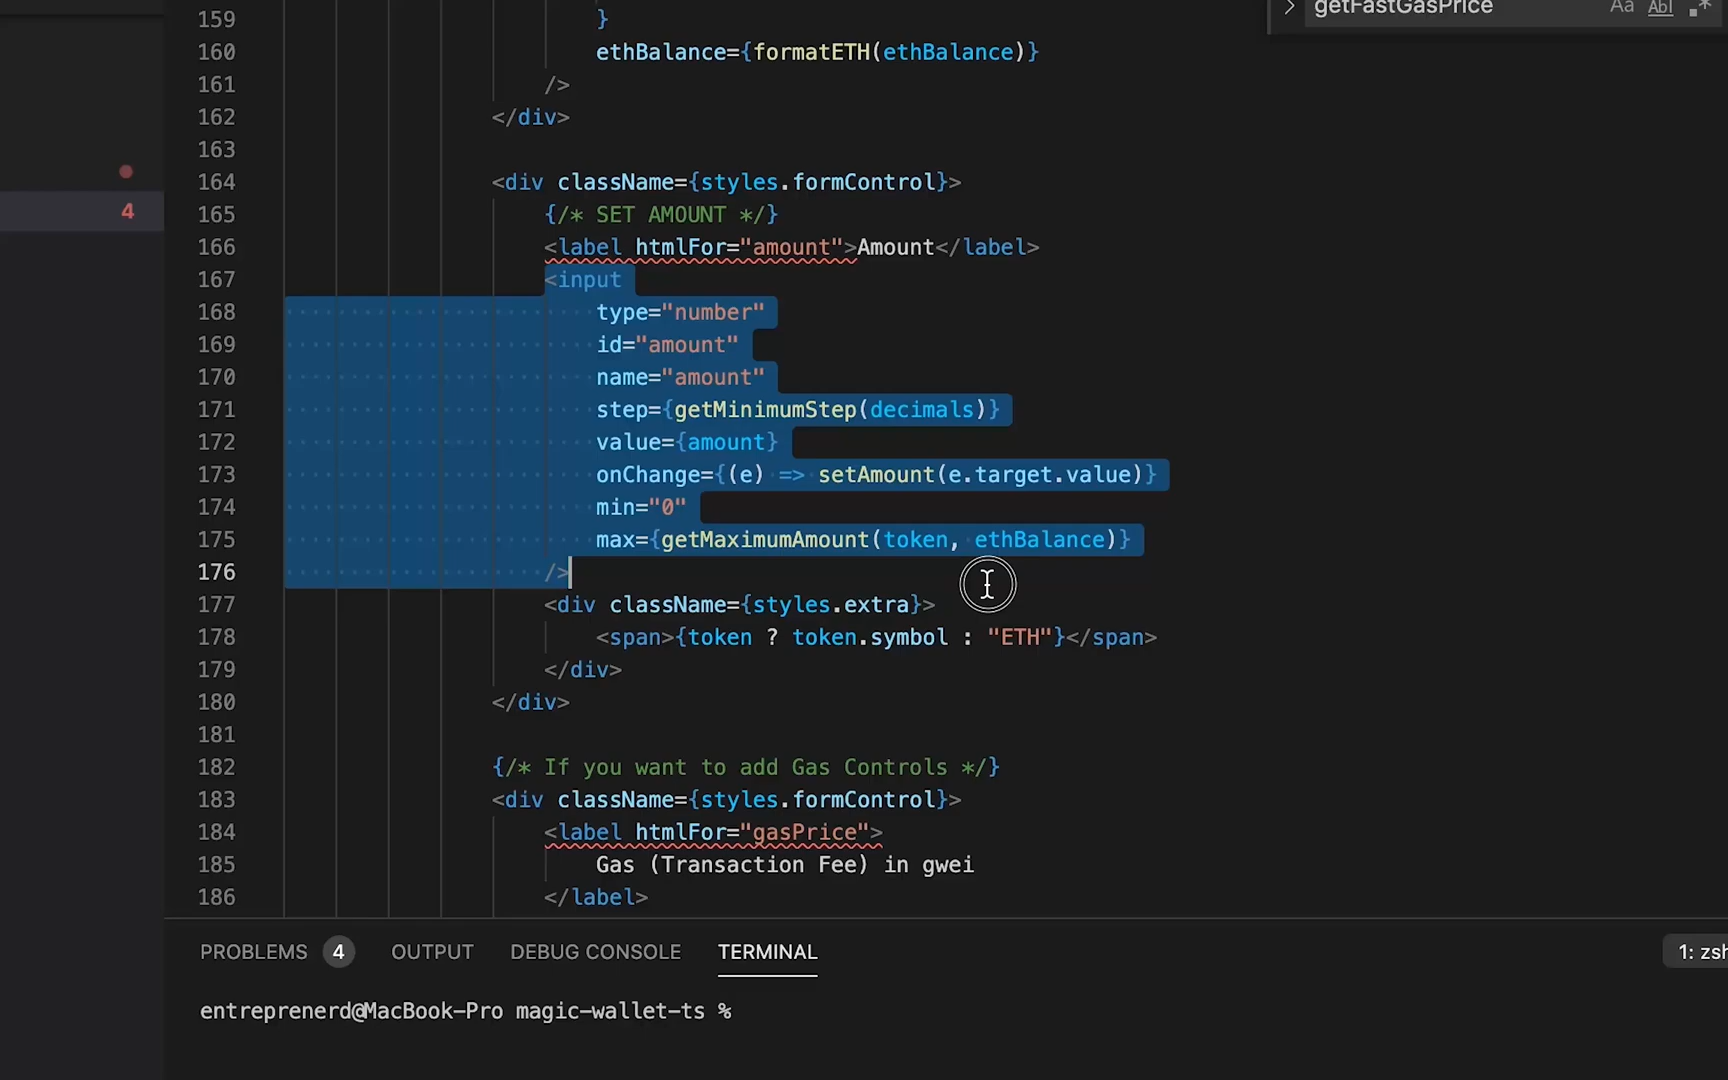 getFastGasPrice Aa Abl .*
159 }
160 ethBalance={formatETH(ethBalance)}
161 />
162 </div>
163
164 <div className={styles.formControl}>
165 {/* SET AMOUNT */}
166 <label htmlFor="amount">Amount</label>
167 <input
168 type="number"
169 id="amount"
170 name="amount"
171 step={getMinimumStep(decimals)}
172 value={amount}
173 onChange={(e) => setAmount(e.target.value)}
174 min="0"
175 max={getMaximumAmount(token, ethBalance)}
4
176 />
177 <div className={styles.extra}>
178 <span>{token ? token.symbol : "ETH"}</span>
179 </div>
180 </div>
181
182 {/* If you want to add Gas Controls */}
183 <div className={styles.formControl}>
184 <label htmlFor="gasPrice">
185 Gas (Transaction Fee) in gwei
186 </label>
PROBLEMS 4 OUTPUT DEBUG CONSOLE TERMINAL 1: zsh
entreprenerd@MacBook-Pro magic-wallet-ts %